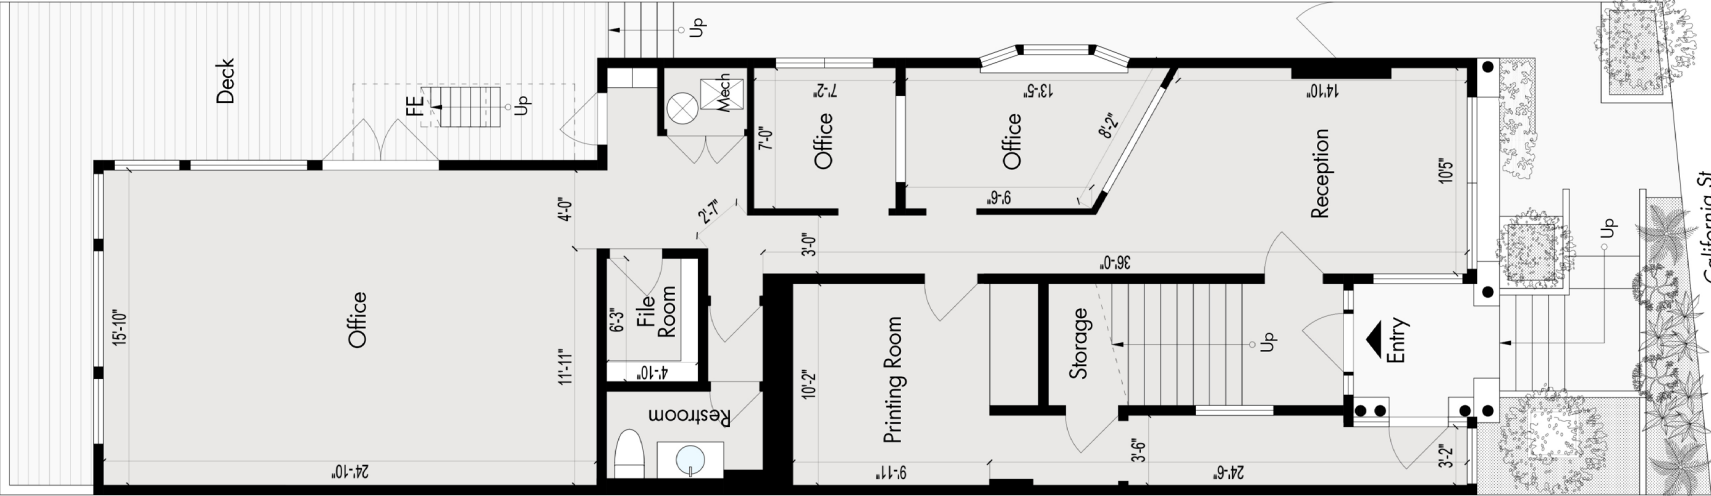 Up
Deck
FE
Up
Mech
7'-2"
13'-5"
14'10"
7'-0"
Office
Office
8'-2"
Reception
10'5"
9'-6"
4'-0"
2'-7"
3'-0"
36'-0"
Up
California St
15'-10"
Office
11'-11"
6'-3"
File
Room
4'-10"
Restroom
10'-2"
Printing Room
Storage
Up
Entry
24'-10"
9'-11"
3'-6"
24'-6"
3'-2"